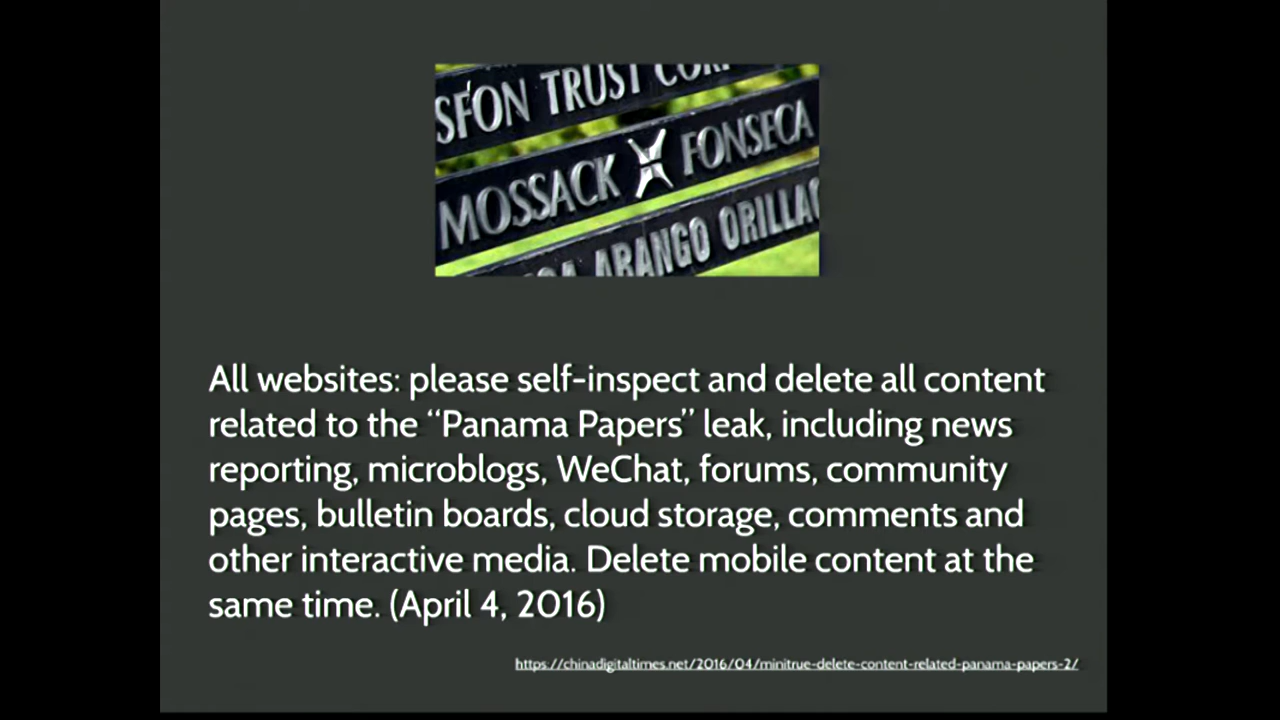 SFON TRUST
MOSSACK FONSECA
ARANGO
All websites: please self-inspect and delete all content
related to the “Panama Papers” leak, including news
reporting, microblogs, WeChat, forums, community
pages, bulletin boards, cloud storage, comments and
other interactive media. Delete mobile content at the
same time. (April 4, 2016)
https://chinadigitaltimes.net/2016/04/minitrue-delete-content-related-panama-papers-2/